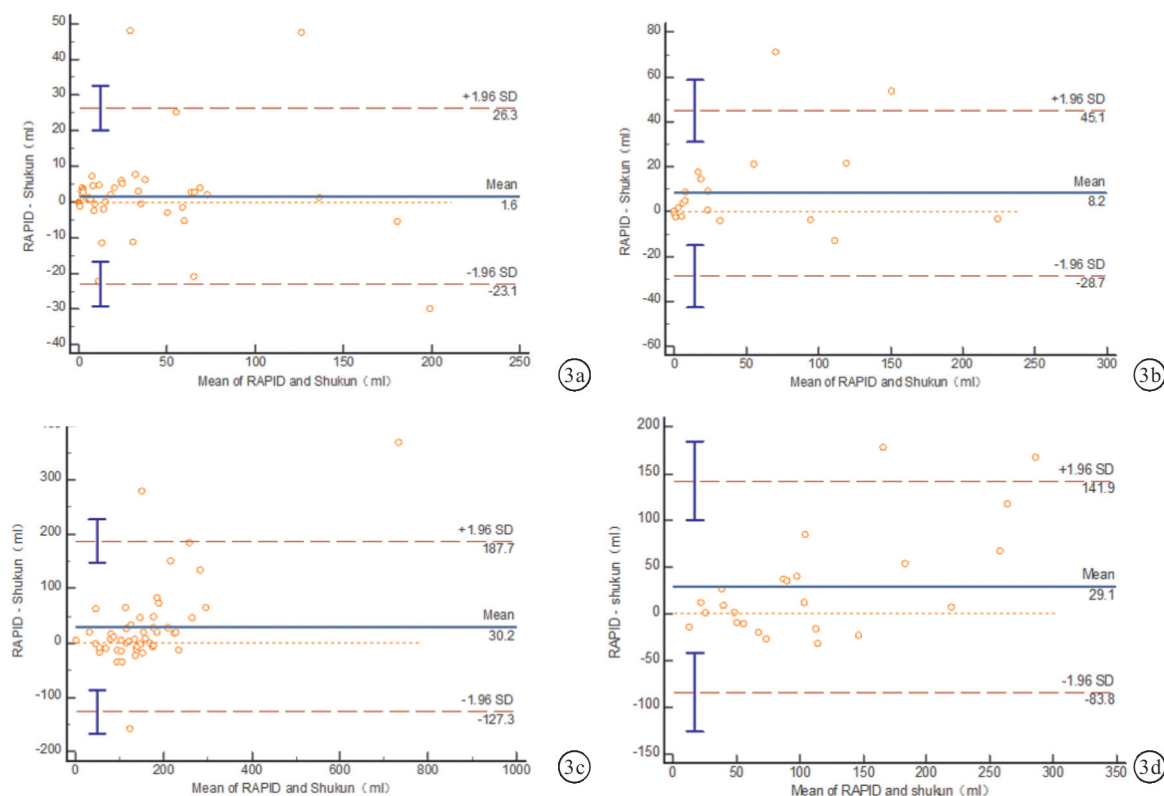 50
40
30
20
10
0
-10
-20
-30
-40
RAPID - Shukun (ml)
+1.96 SD
26.3
Mean
1.6
-1.96 SD
-23.1
0 50 100 150 200 250
Mean of RAPID and Shukun (ml)
3a
80
60
40
20
0
-20
-40
-60
RAPID - Shukun (ml)
+1.96 SD
45.1
Mean
8.2
-1.96 SD
-28.7
0 50 100 150 200 250 300
Mean of RAPID and Shukun (ml)
3b
300
200
100
0
-100
-200
RAPID - Shukun (ml)
+1.96 SD
187.7
Mean
30.2
-1.96 SD
-127.3
0 200 400 600 800 1000
Mean of RAPID and Shukun (ml)
3c
200
150
100
50
0
-50
-100
-150
RAPID - shukun (ml)
+1.96 SD
141.9
Mean
29.1
-1.96 SD
-83.8
0 50 100 150 200 250 300 350
Mean of RAPID and shukun (ml)
3d